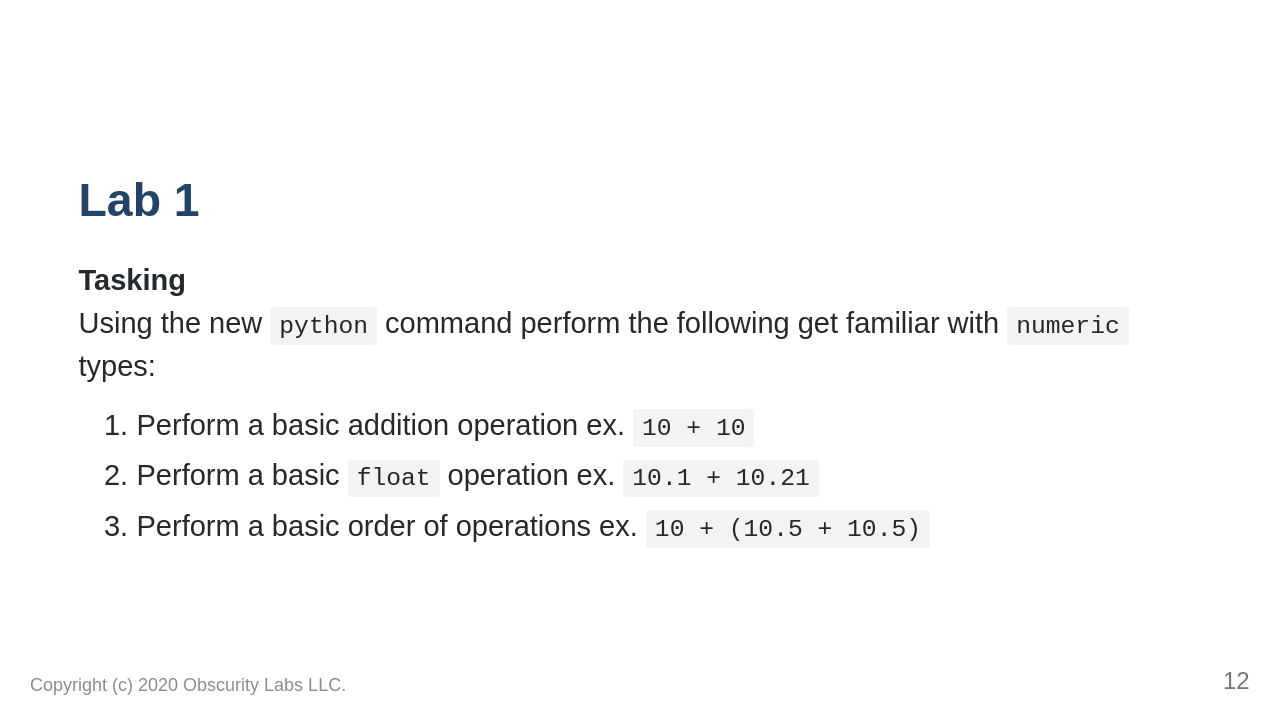 Lab 1
Tasking
Using the new python command perform the following get familiar with numeric
types:
1. Perform a basic addition operation ex. 10 + 10
2. Perform a basic float operation ex. 10.1 + 10.21
3. Perform a basic order of operations ex. 10 + (10.5 + 10.5)
Copyright (c) 2020 Obscurity Labs LLC.
12